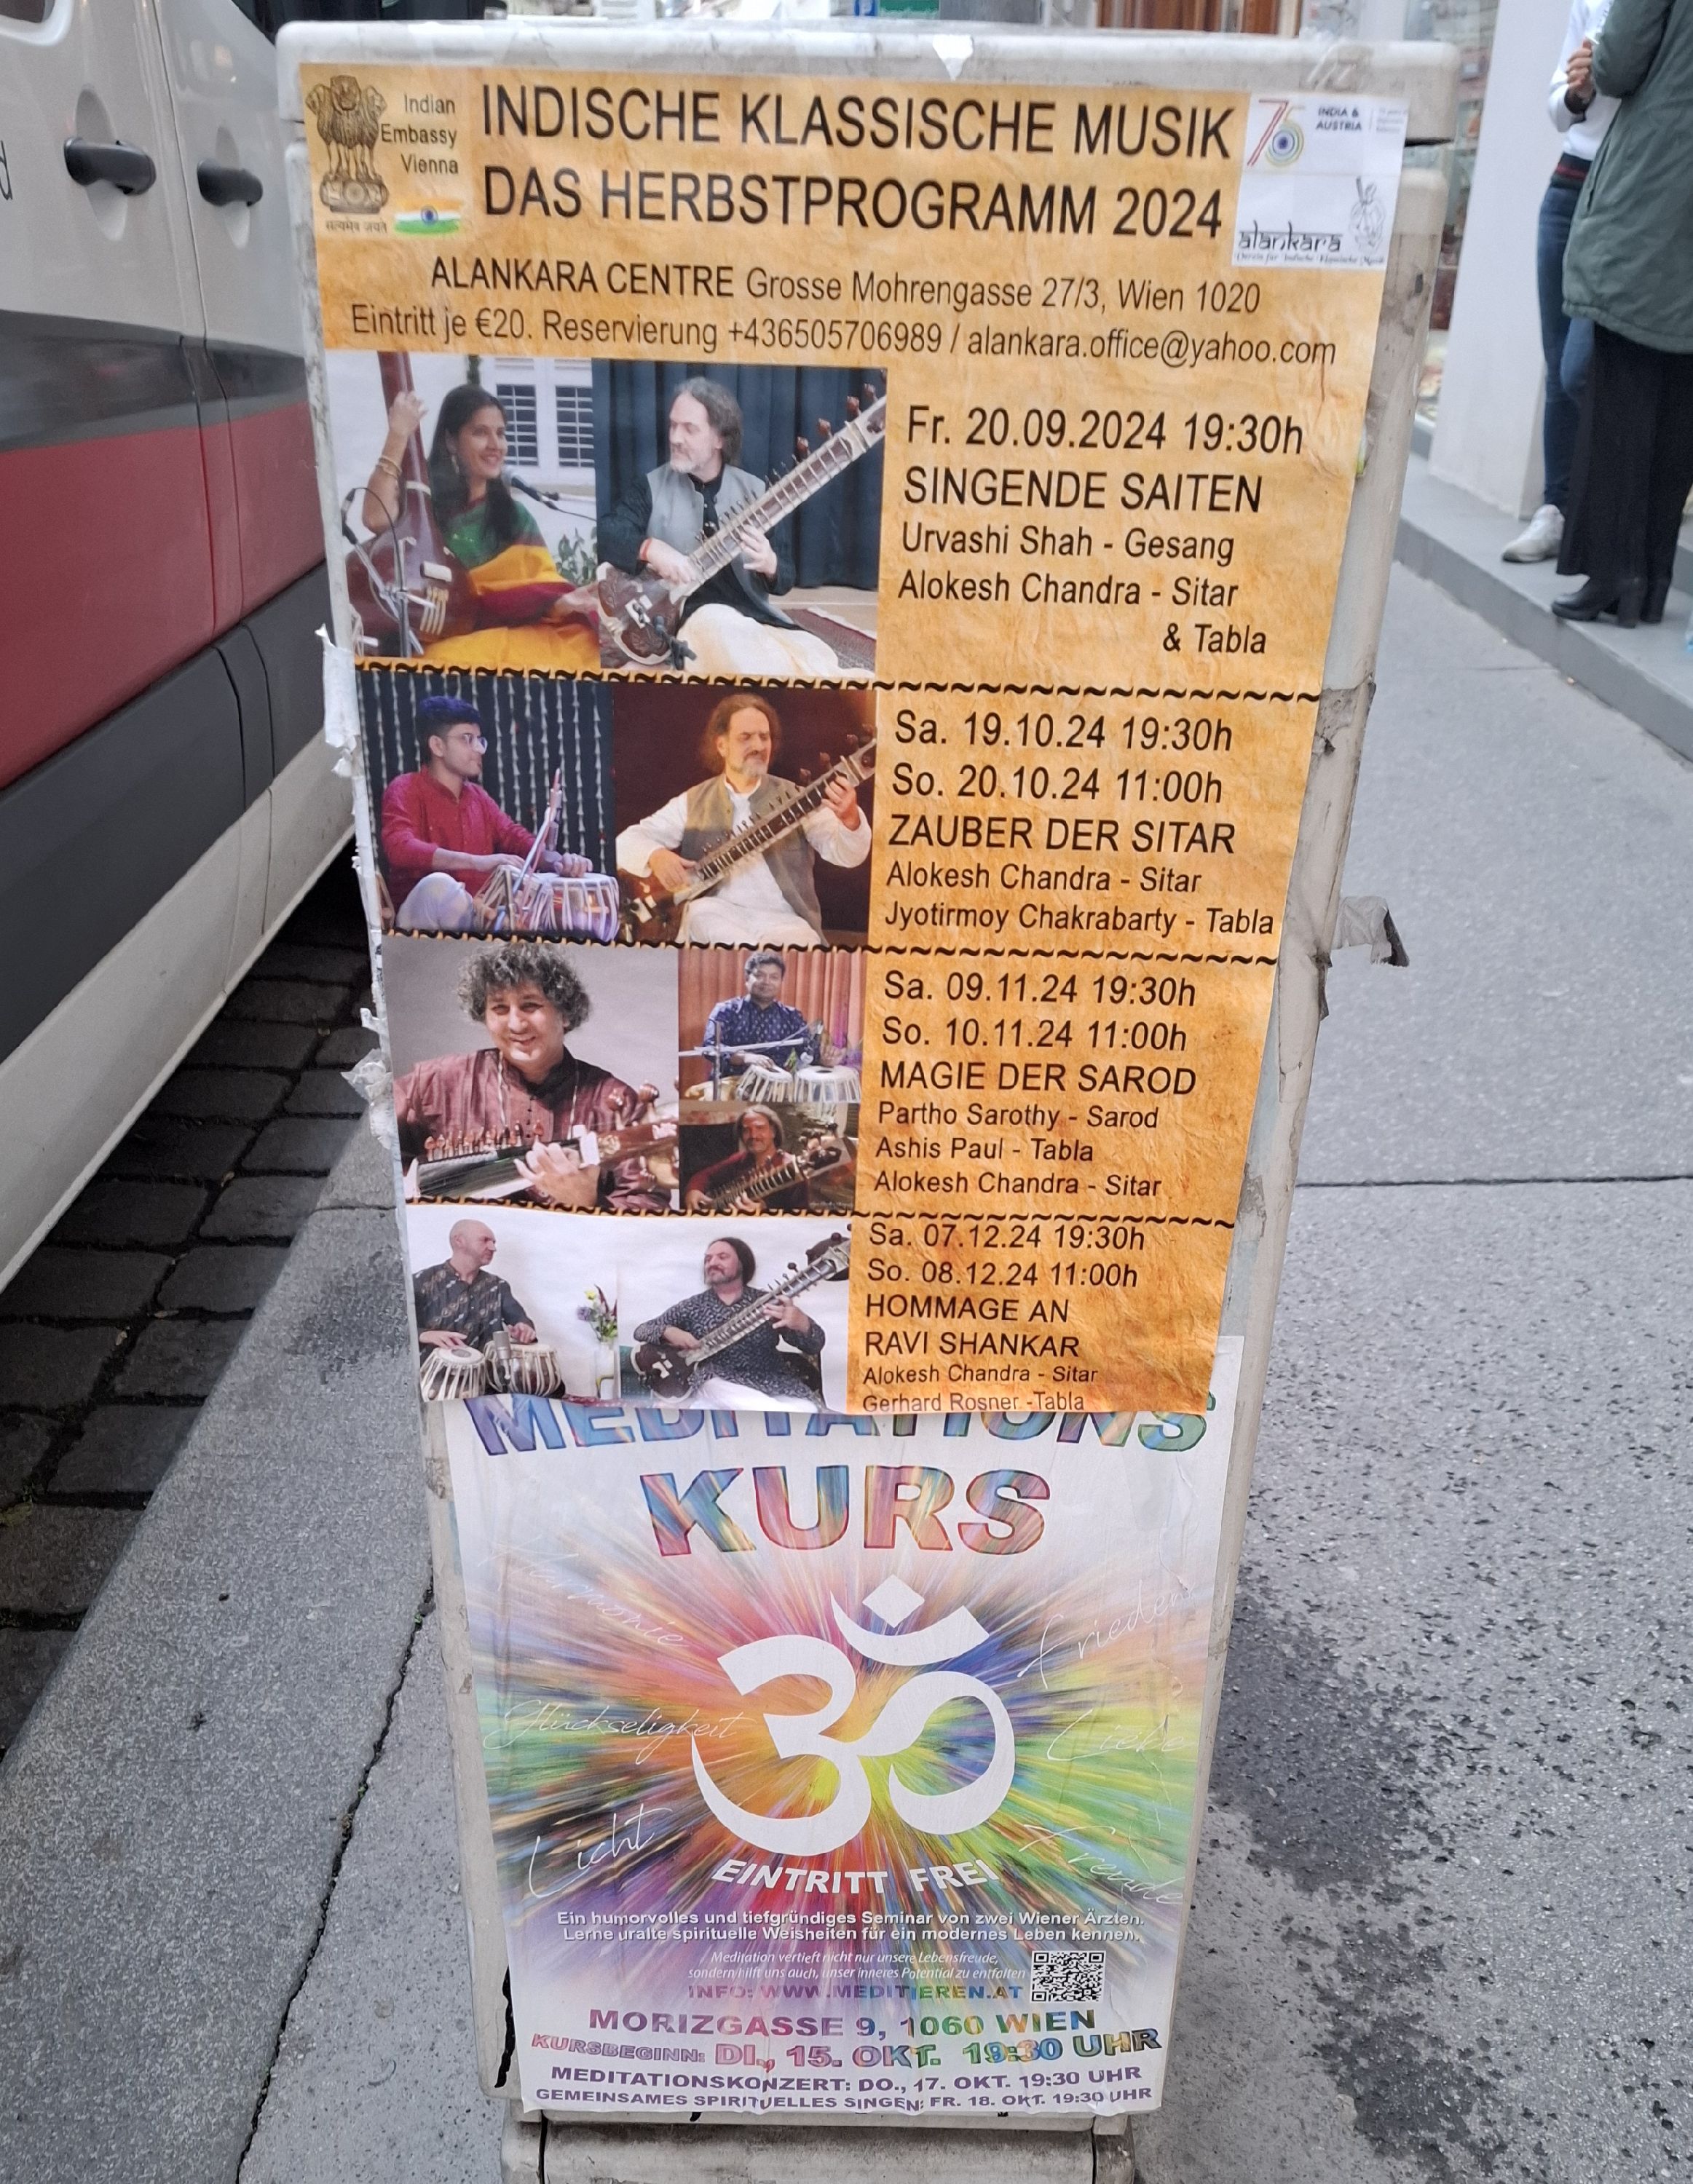 Indian
Embassy
Vienna
सत्यमेव जयते
INDISCHE KLASSISCHE MUSIK
DAS HERBSTPROGRAMM 2024
75
INDIA &
AUSTRIA
alankara
Verein für Indische Klassische Musik
ALANKARA CENTRE Grosse Mohrengasse 27/3, Wien 1020
Eintritt je €20. Reservierung +436505706989 / alankara.office@yahoo.com
Fr. 20.09.2024 19:30h
SINGENDE SAITEN
Urvashi Shah - Gesang
Alokesh Chandra - Sitar
& Tabla
Sa. 19.10.24 19:30h
So. 20.10.24 11:00h
ZAUBER DER SITAR
Alokesh Chandra - Sitar
Jyotirmoy Chakrabarty - Tabla
Sa. 09.11.24 19:30h
So. 10.11.24 11:00h
MAGIE DER SAROD
Partho Sarothy - Sarod
Ashis Paul - Tabla
Alokesh Chandra - Sitar
Sa. 07.12.24 19:30h
So. 08.12.24 11:00h
HOMMAGE AN
RAVI SHANKAR
Alokesh Chandra - Sitar
Gerhard Rosner -Tabla
MEDITATIONS
KURS
Harmonie
Frieden
ॐ
Glückseligkeit
Liebe
Licht
Freude
EINTRITT FREI
Ein humorvolles und tiefgründiges Seminar von zwei Wiener Ärzten.
Lerne uralte spirituelle Weisheiten für ein modernes Leben kennen.
Meditation vertieft nicht nur unsere Lebensfreude,
sondern hilft uns auch, unser inneres Potential zu entfalten
INFO: WWW.MEDITIEREN.AT
MORIZGASSE 9, 1060 WIEN
KURSBEGINN: DI., 15. OKT. 19:30 UHR
MEDITATIONSKONZERT: DO., 17. OKT. 19:30 UHR
GEMEINSAMES SPIRITUELLES SINGEN: FR. 18. OKT. 19:30 UHR